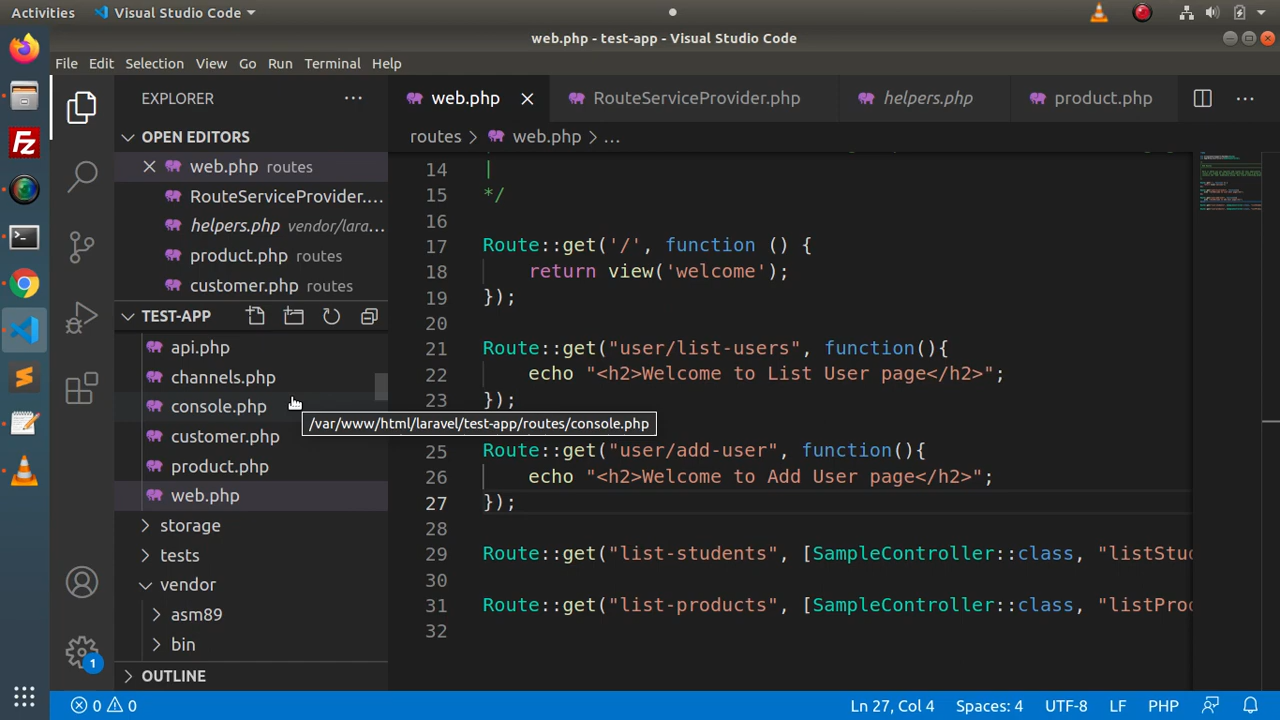 Activities
Visual Studio Code
web.php - test-app - Visual Studio Code
File Edit Selection View Go Run Terminal Help
EXPLORER
web.php
RouteServiceProvider.php
helpers.php
product.php
OPEN EDITORS
routes > web.php > ...
web.php routes
RouteServiceProvider....
helpers.php vendor/lara...
product.php routes
customer.php routes
TEST-APP
api.php
channels.php
console.php
customer.php
product.php
web.php
storage
tests
vendor
asm89
bin
OUTLINE
/var/www/html/laravel/test-app/routes/console.php
14 |
15 */
16
17 Route::get('/', function () {
18 return view('welcome');
19 });
20
21 Route::get("user/list-users", function(){
22 echo "<h2>Welcome to List User page</h2>";
23 });
25 Route::get("user/add-user", function(){
26 echo "<h2>Welcome to Add User page</h2>";
27 });
28
29 Route::get("list-students", [SampleController::class, "listStu
30
31 Route::get("list-products", [SampleController::class, "listPro
32
1
0 0
Ln 27, Col 4 Spaces: 4 UTF-8 LF PHP